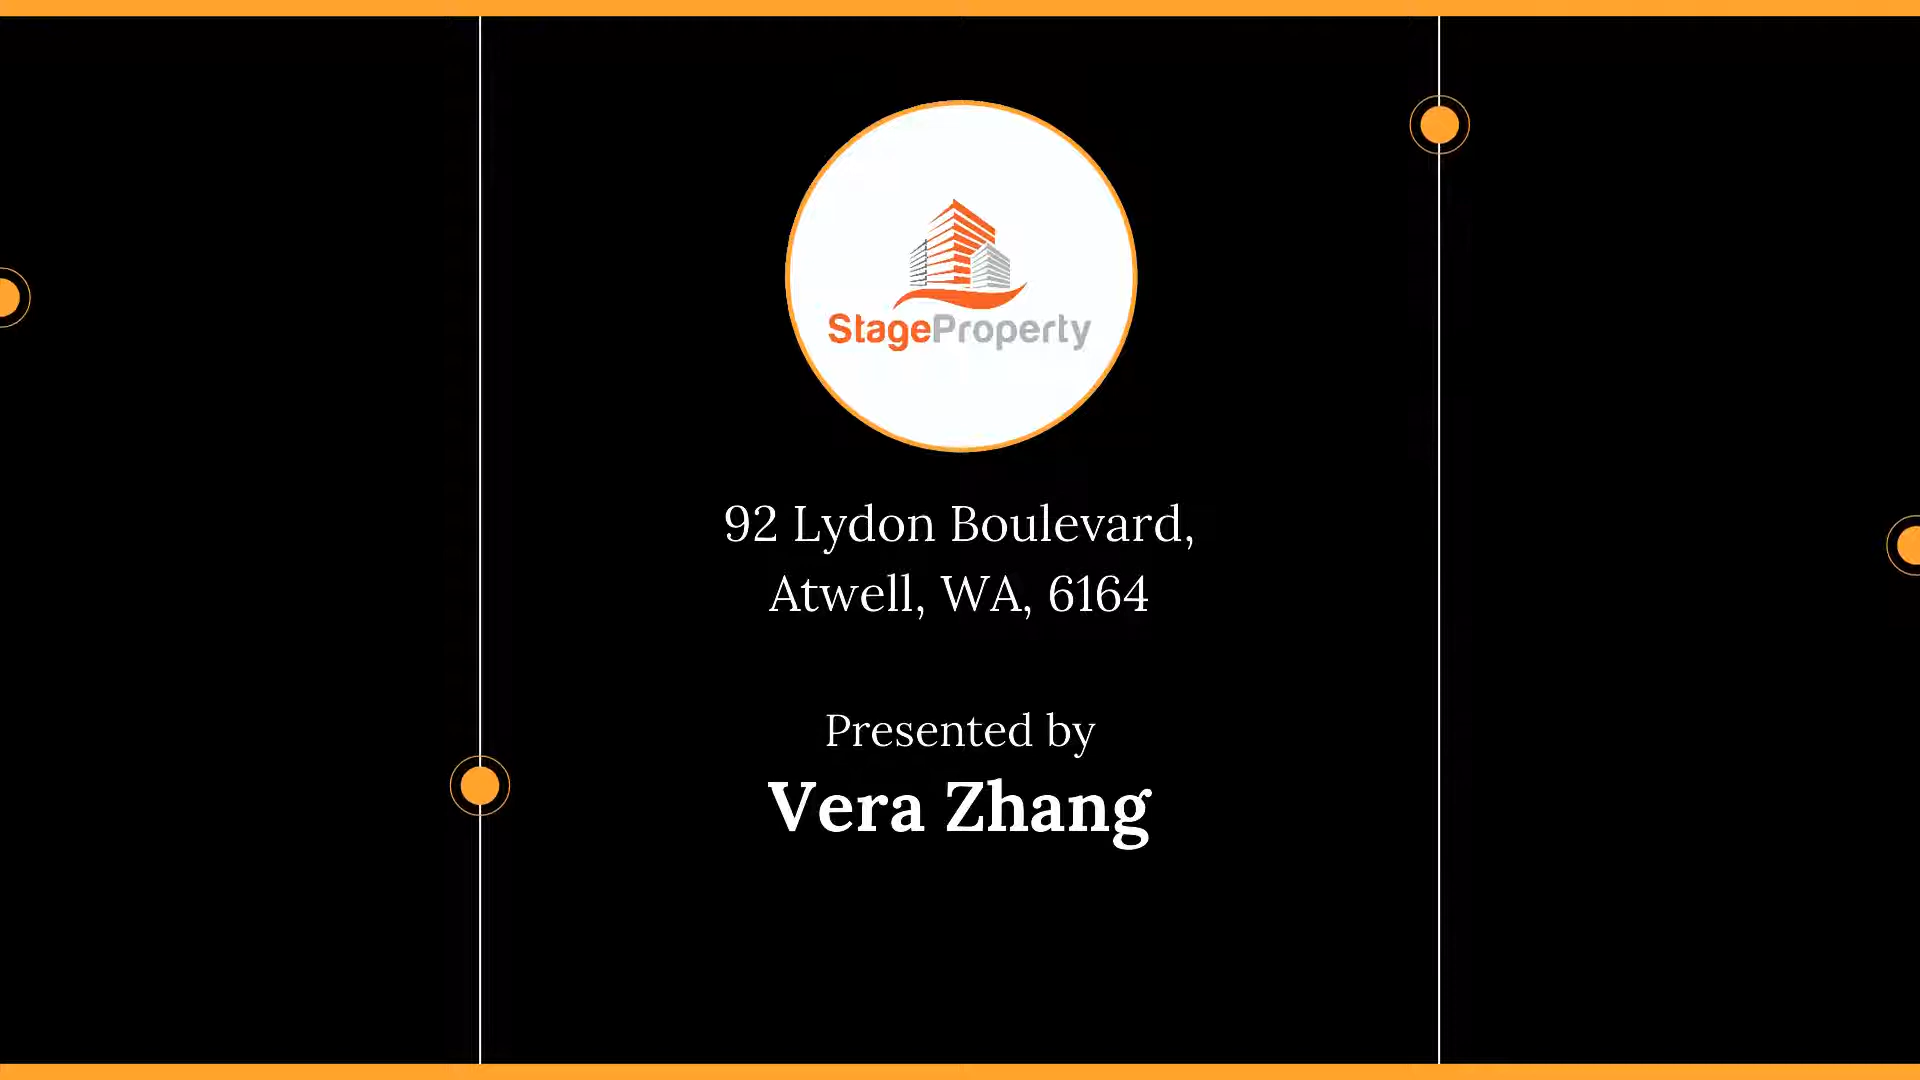 StageProperty
92 Lydon Boulevard,
Atwell, WA, 6164
Presented by
Vera Zhang